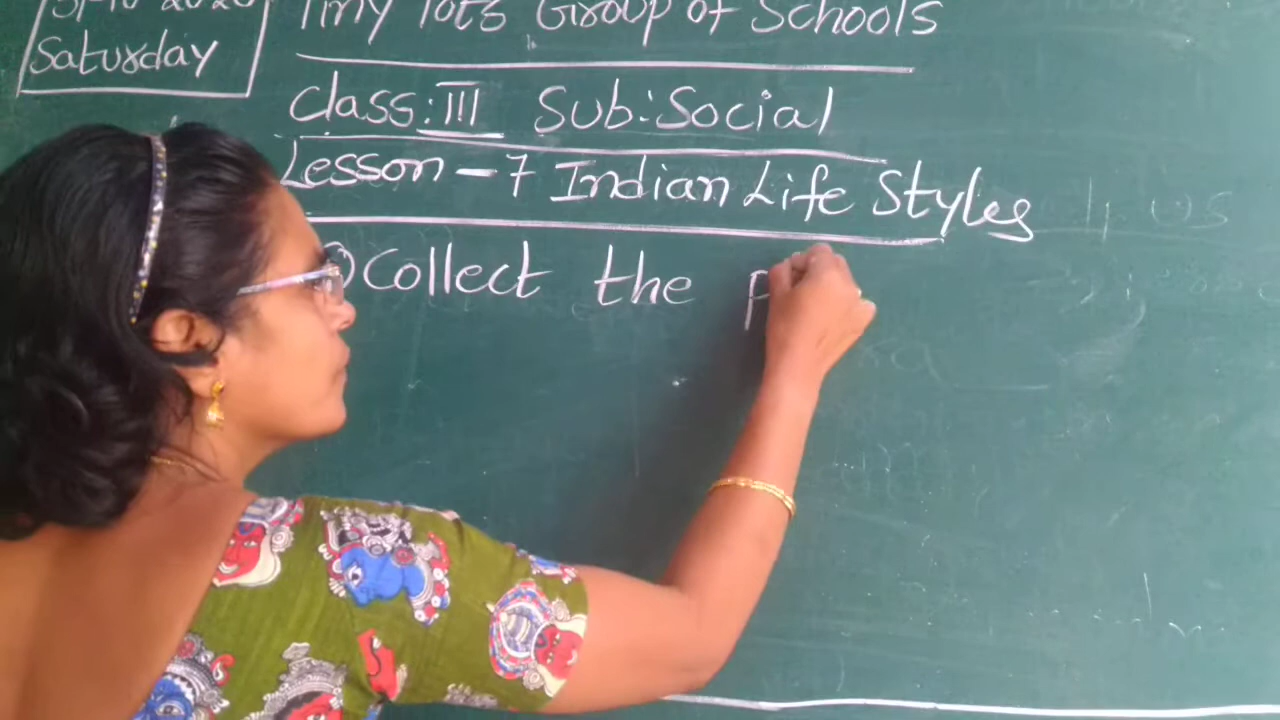 Saturday
Tiny Tots Group of Schools
Class: III Sub: Social
Lesson - 7 Indian Life Styles
Collect the